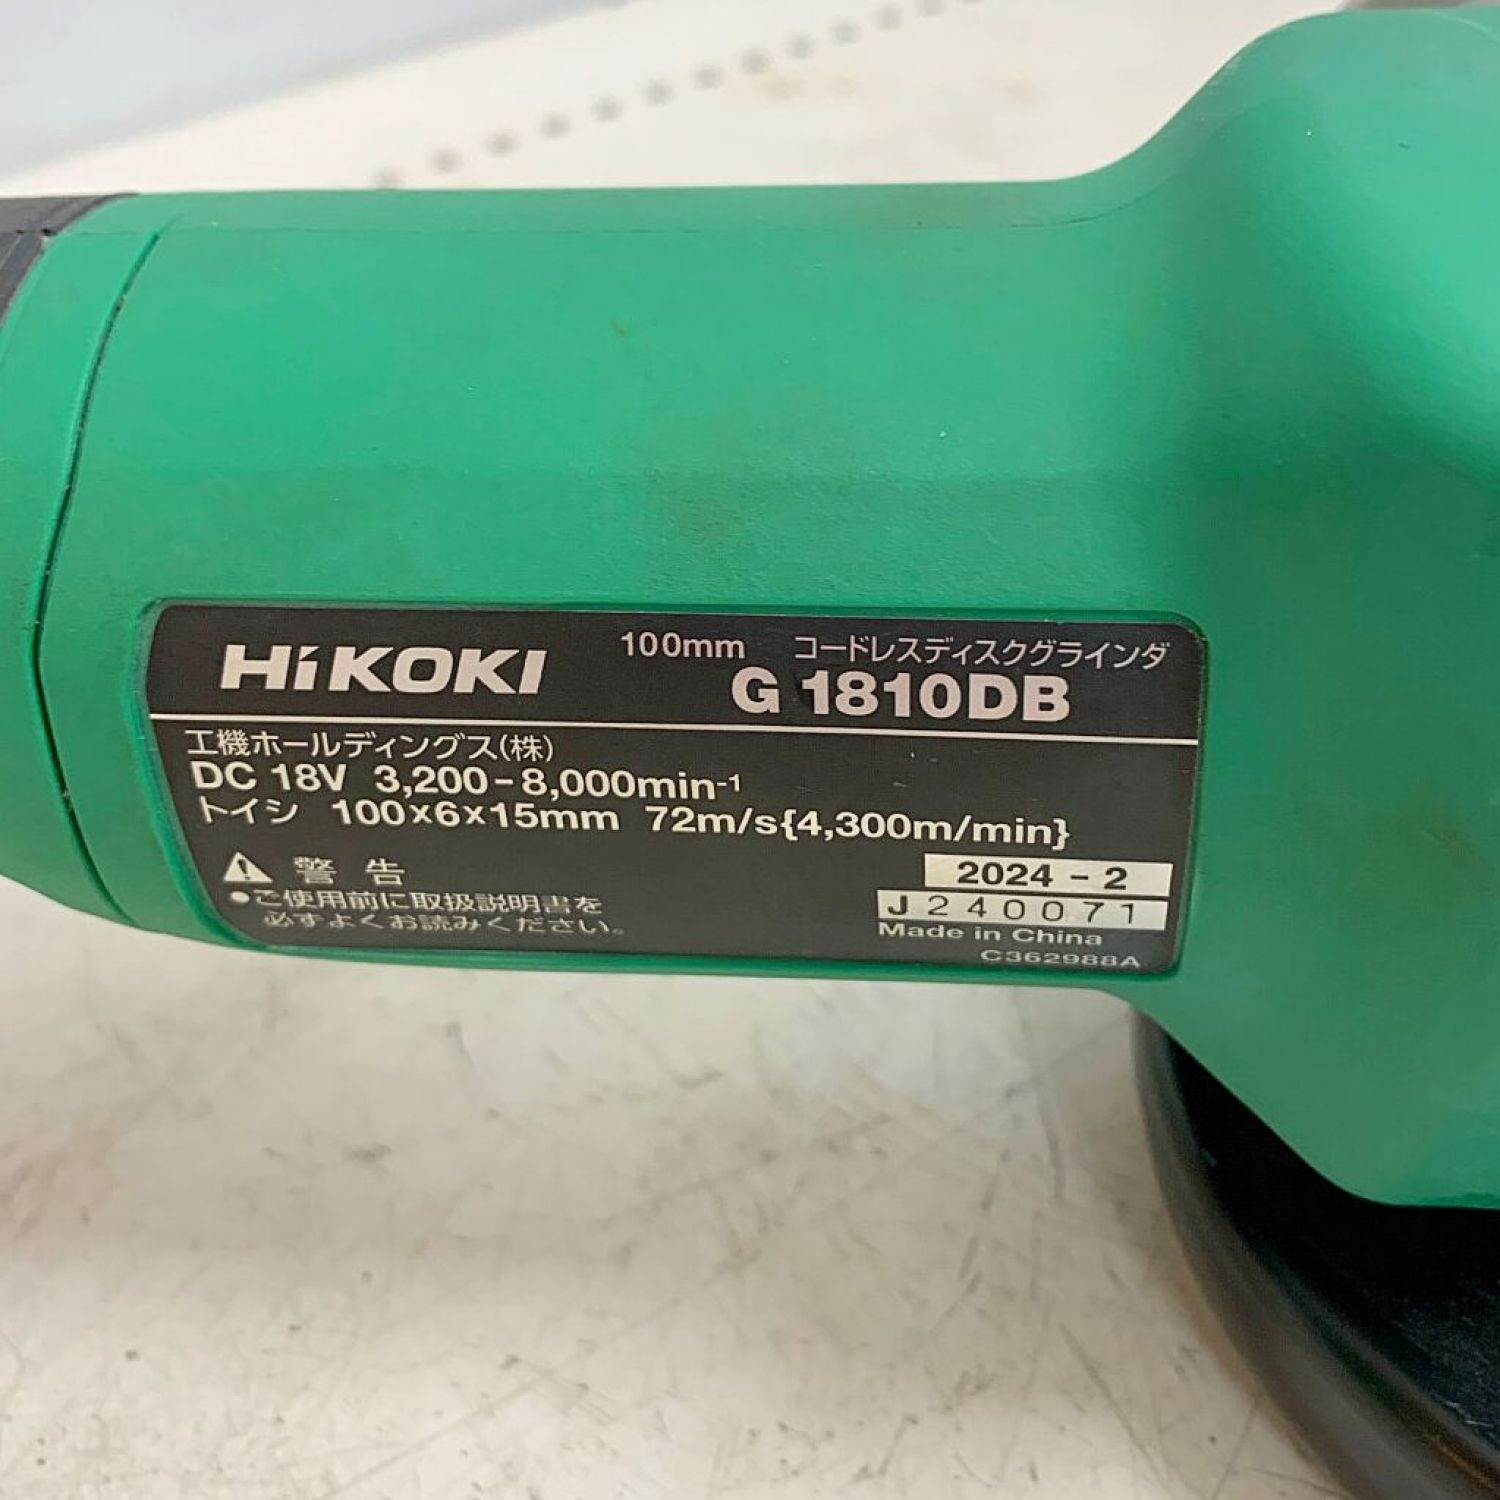 HiKOKI
100mm コードレスディスクグラインダ
G 1810DB
工機ホールディングス(株)
DC 18V 3,200-8,000min-1
トイシ 100×6×15mm 72m/s{4,300m/min}
警告
●ご使用前に取扱説明書を
必ずよくお読みください。
2024 - 2
J240071
Made in China
C362988A